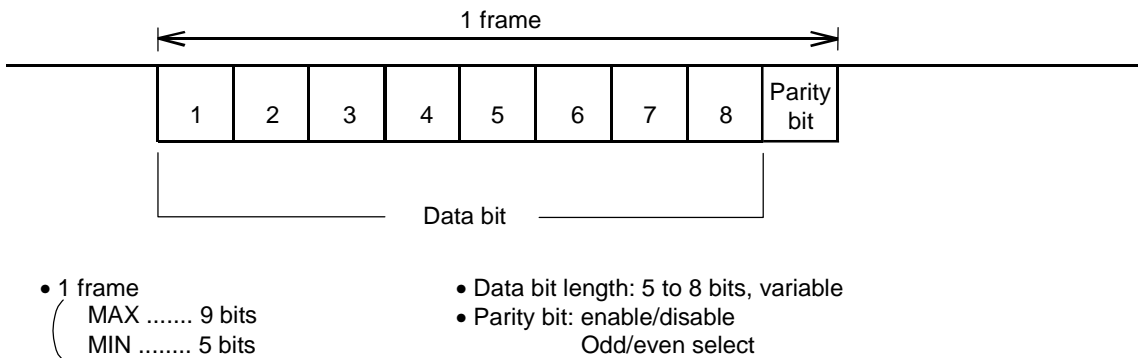 1 frame
1 2 3 4 5 6 7 8 Parity bit
Data bit
• 1 frame
MAX ....... 9 bits
MIN ........ 5 bits
• Data bit length: 5 to 8 bits, variable
• Parity bit: enable/disable
Odd/even select